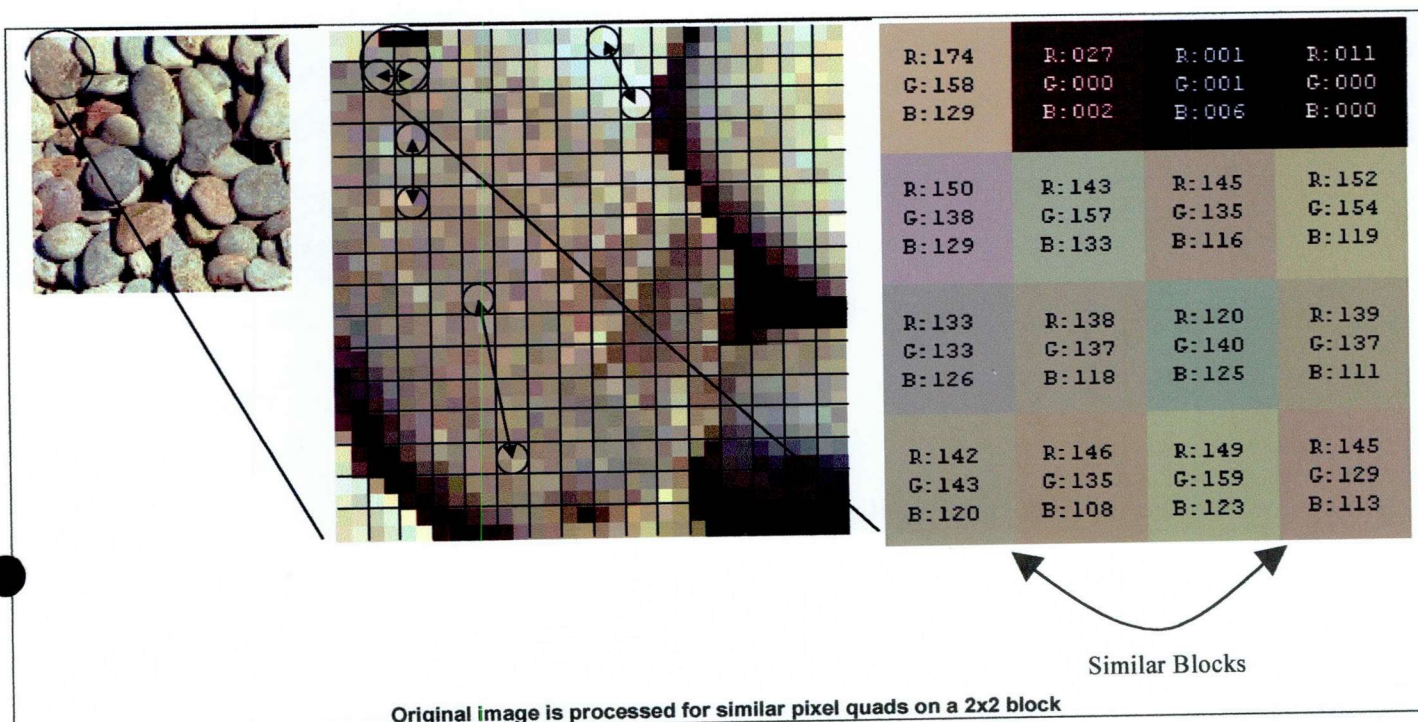 R:174 R:027 R:001 R:011
G:158 G:000 G:001 G:000
B:129 B:002 B:006 B:000
R:150 R:143 R:145 R:152
G:138 G:157 G:135 G:154
B:129 B:133 B:116 B:119
R:133 R:138 R:120 R:139
G:133 G:137 G:140 G:137
B:126 B:118 B:125 B:111
R:142 R:146 R:149 R:145
G:143 G:135 G:159 G:129
B:120 B:108 B:123 B:113
Similar Blocks
Original image is processed for similar pixel quads on a 2x2 block